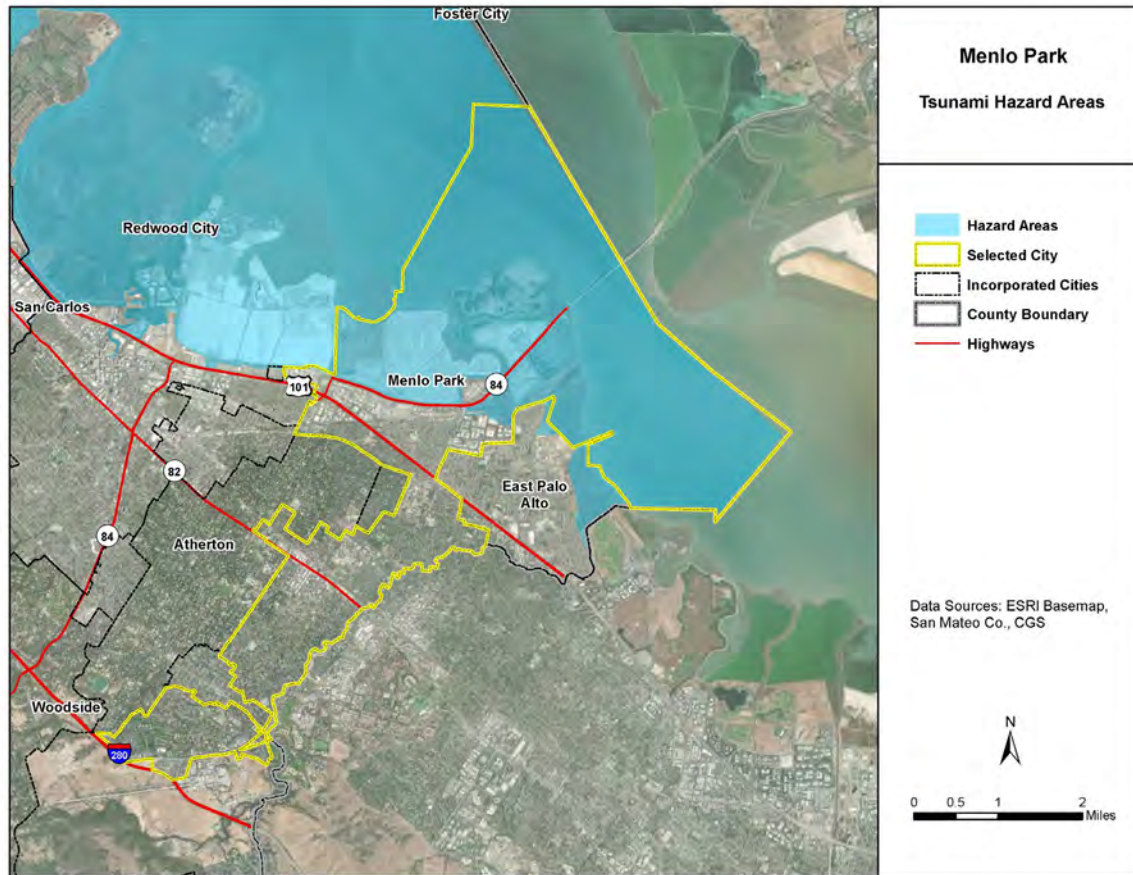 Foster City
Redwood City
San Carlos
101
Menlo Park
84
82
East Palo
Alto
84
Atherton
Woodside
280
Menlo Park
Tsunami Hazard Areas
Hazard Areas
Selected City
Incorporated Cities
County Boundary
Highways
Data Sources: ESRI Basemap,
San Mateo Co., CGS
N
0 0.5 1 2
Miles